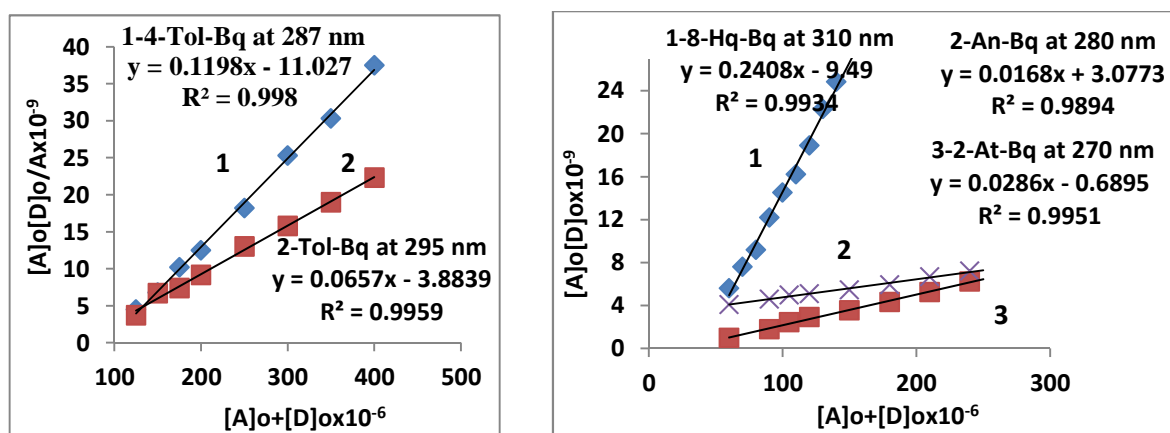 1-4-Tol-Bq at 287 nm
y = 0.1198x - 11.027
R² = 0.998
40
35
30
25
20
15
10
5
0
[A]o[D]o/Ax10⁻⁹
1
2
2-Tol-Bq at 295 nm
y = 0.0657x - 3.8839
R² = 0.9959
100 200 300 400 500
[A]o+[D]ox10⁻⁶
1-8-Hq-Bq at 310 nm
y = 0.2408x - 9.49
R² = 0.9934
2-An-Bq at 280 nm
y = 0.0168x + 3.0773
R² = 0.9894
3-2-At-Bq at 270 nm
y = 0.0286x - 0.6895
R² = 0.9951
24
20
16
12
8
4
0
[A]o[D]ox10⁻⁹
1
2
3
0 100 200 300
[A]o+[D]ox10⁻⁶